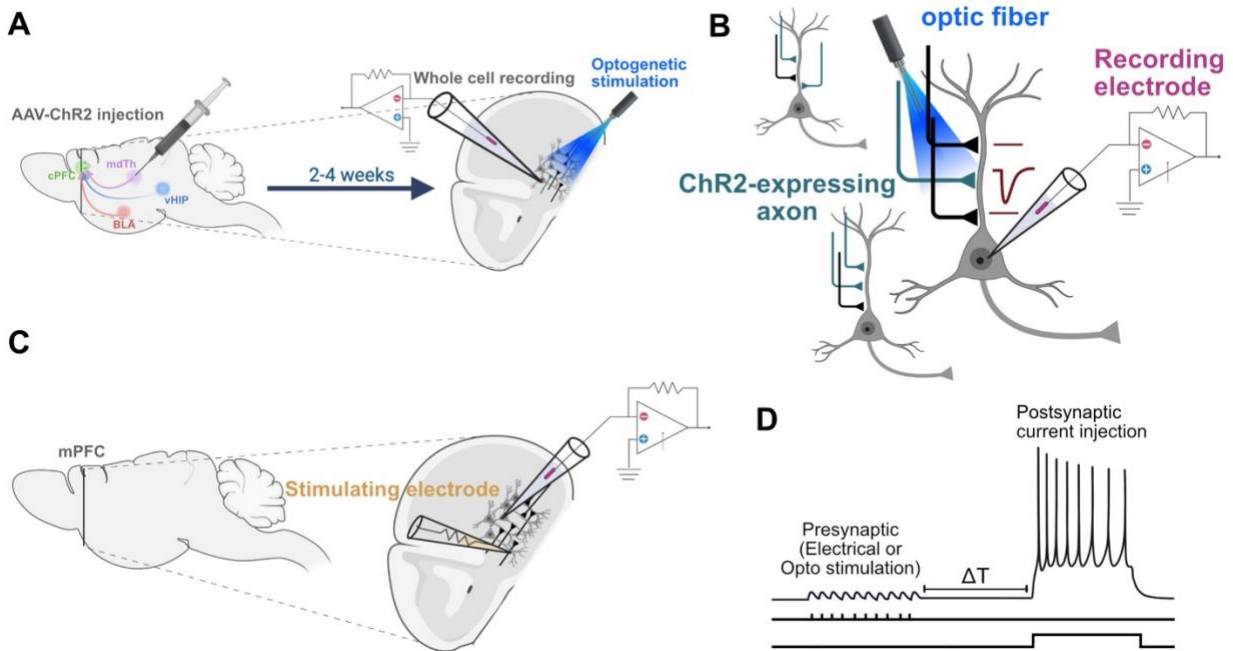 A
AAV-ChR2 injection
cPFC
mdTh
vHIP
BLA
2-4 weeks
Whole cell recording
Optogenetic
stimulation
B
optic fiber
Recording
electrode
ChR2-expressing
axon
C
mPFC
Stimulating electrode
D
Postsynaptic
current injection
Presynaptic
(Electrical or
Opto stimulation)
ΔT